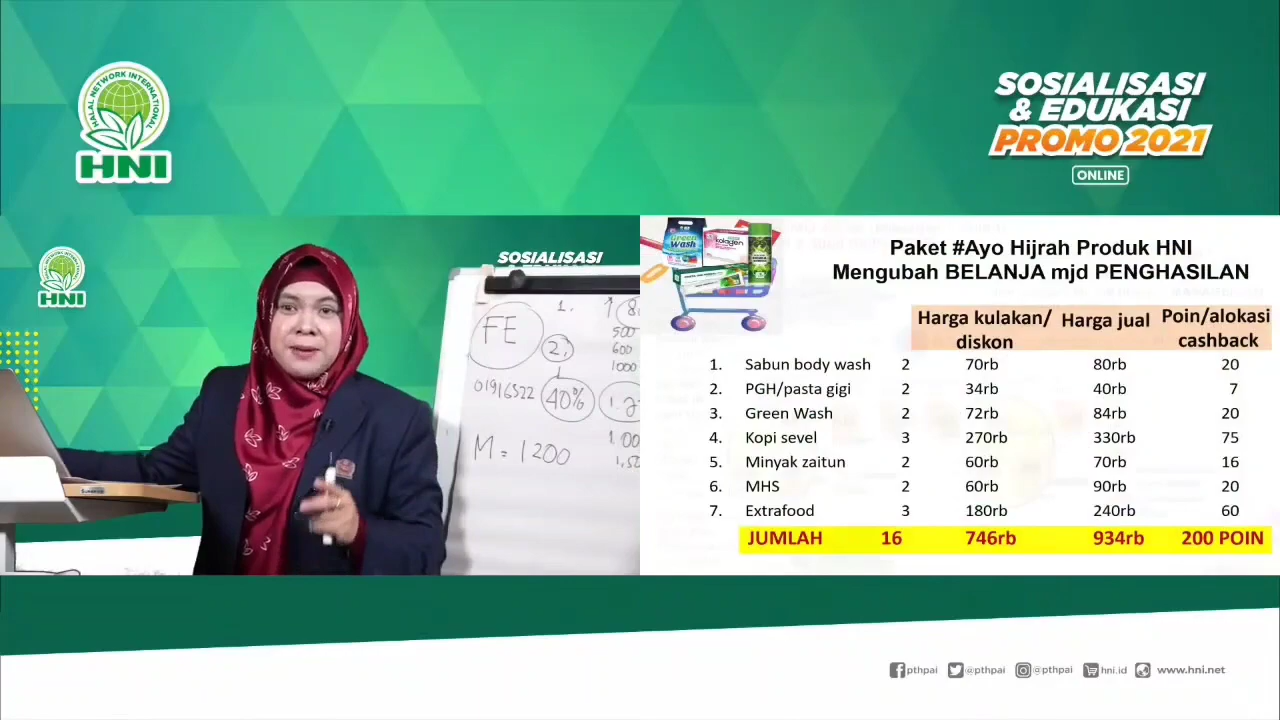 HALAL NETWORK INTERNATIONAL
HNI
SOSIALISASI
& EDUKASI
PROMO 2021
ONLINE
HNI
SOSIALISASI
FE
1.
2,
500
600
1000
01916522
40%
M = 1200
Green
Wash
kolagen
Paket #Ayo Hijrah Produk HNI
Mengubah BELANJA mjd PENGHASILAN
Harga kulakan/ diskon Harga jual Poin/alokasi cashback
1. Sabun body wash 2 70rb 80rb 20
2. PGH/pasta gigi 2 34rb 40rb 7
3. Green Wash 2 72rb 84rb 20
4. Kopi sevel 3 270rb 330rb 75
5. Minyak zaitun 2 60rb 70rb 16
6. MHS 2 60rb 90rb 20
7. Extrafood 3 180rb 240rb 60
JUMLAH 16 746rb 934rb 200 POIN
pthpai @pthpai @pthpai hni.id www.hni.net